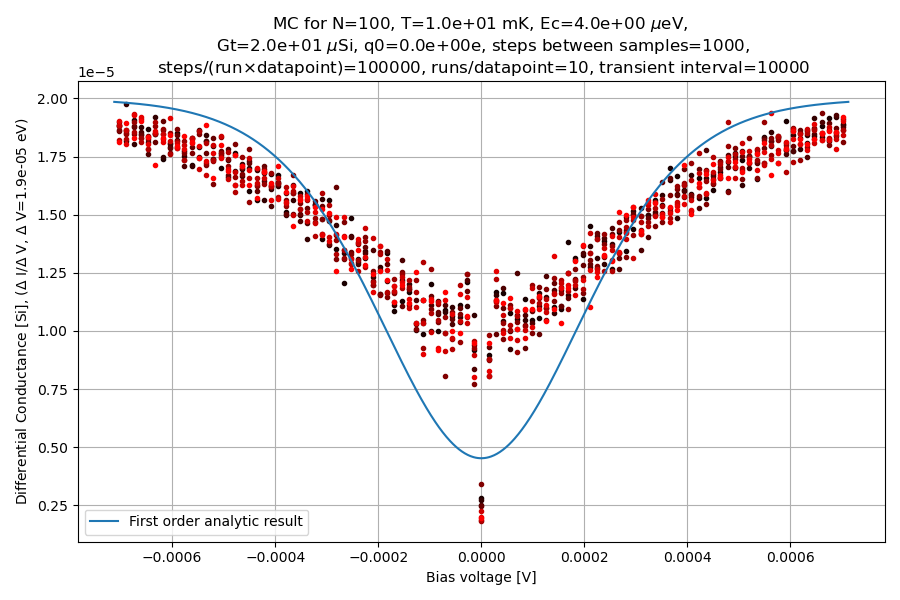 MC for N=100, T=1.0e+01 mK, Ec=4.0e+00 μeV,
Gt=2.0e+01 μSi, q0=0.0e+00e, steps between samples=1000,
steps/(run×datapoint)=100000, runs/datapoint=10, transient interval=10000
1e−5
2.00
1.75
1.50
1.25
1.00
0.75
0.50
0.25
Differential Conductance [Si], (Δ I/Δ V, Δ V=1.9e-05 eV)
First order analytic result
−0.0006 −0.0004 −0.0002 0.0000 0.0002 0.0004 0.0006
Bias voltage [V]